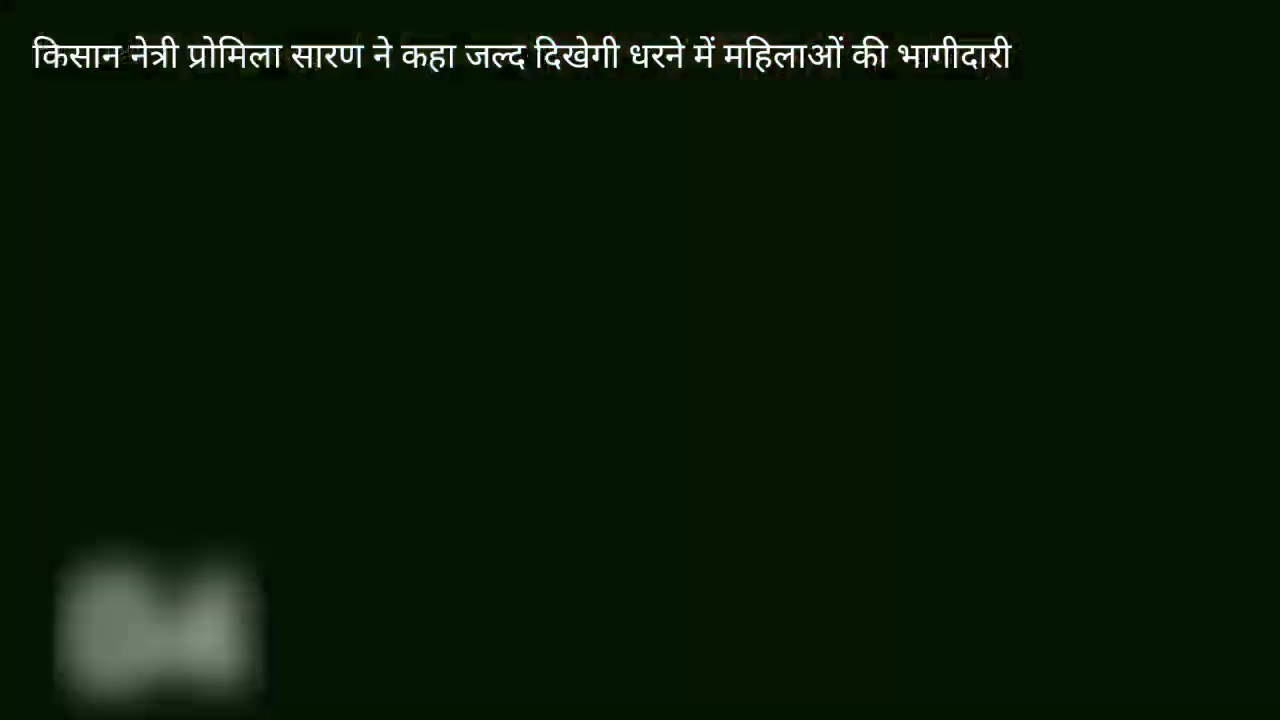 किसान नेत्री प्रोमिला सारण ने कहा जल्द दिखेगी धरने में महिलाओं की भागीदारी